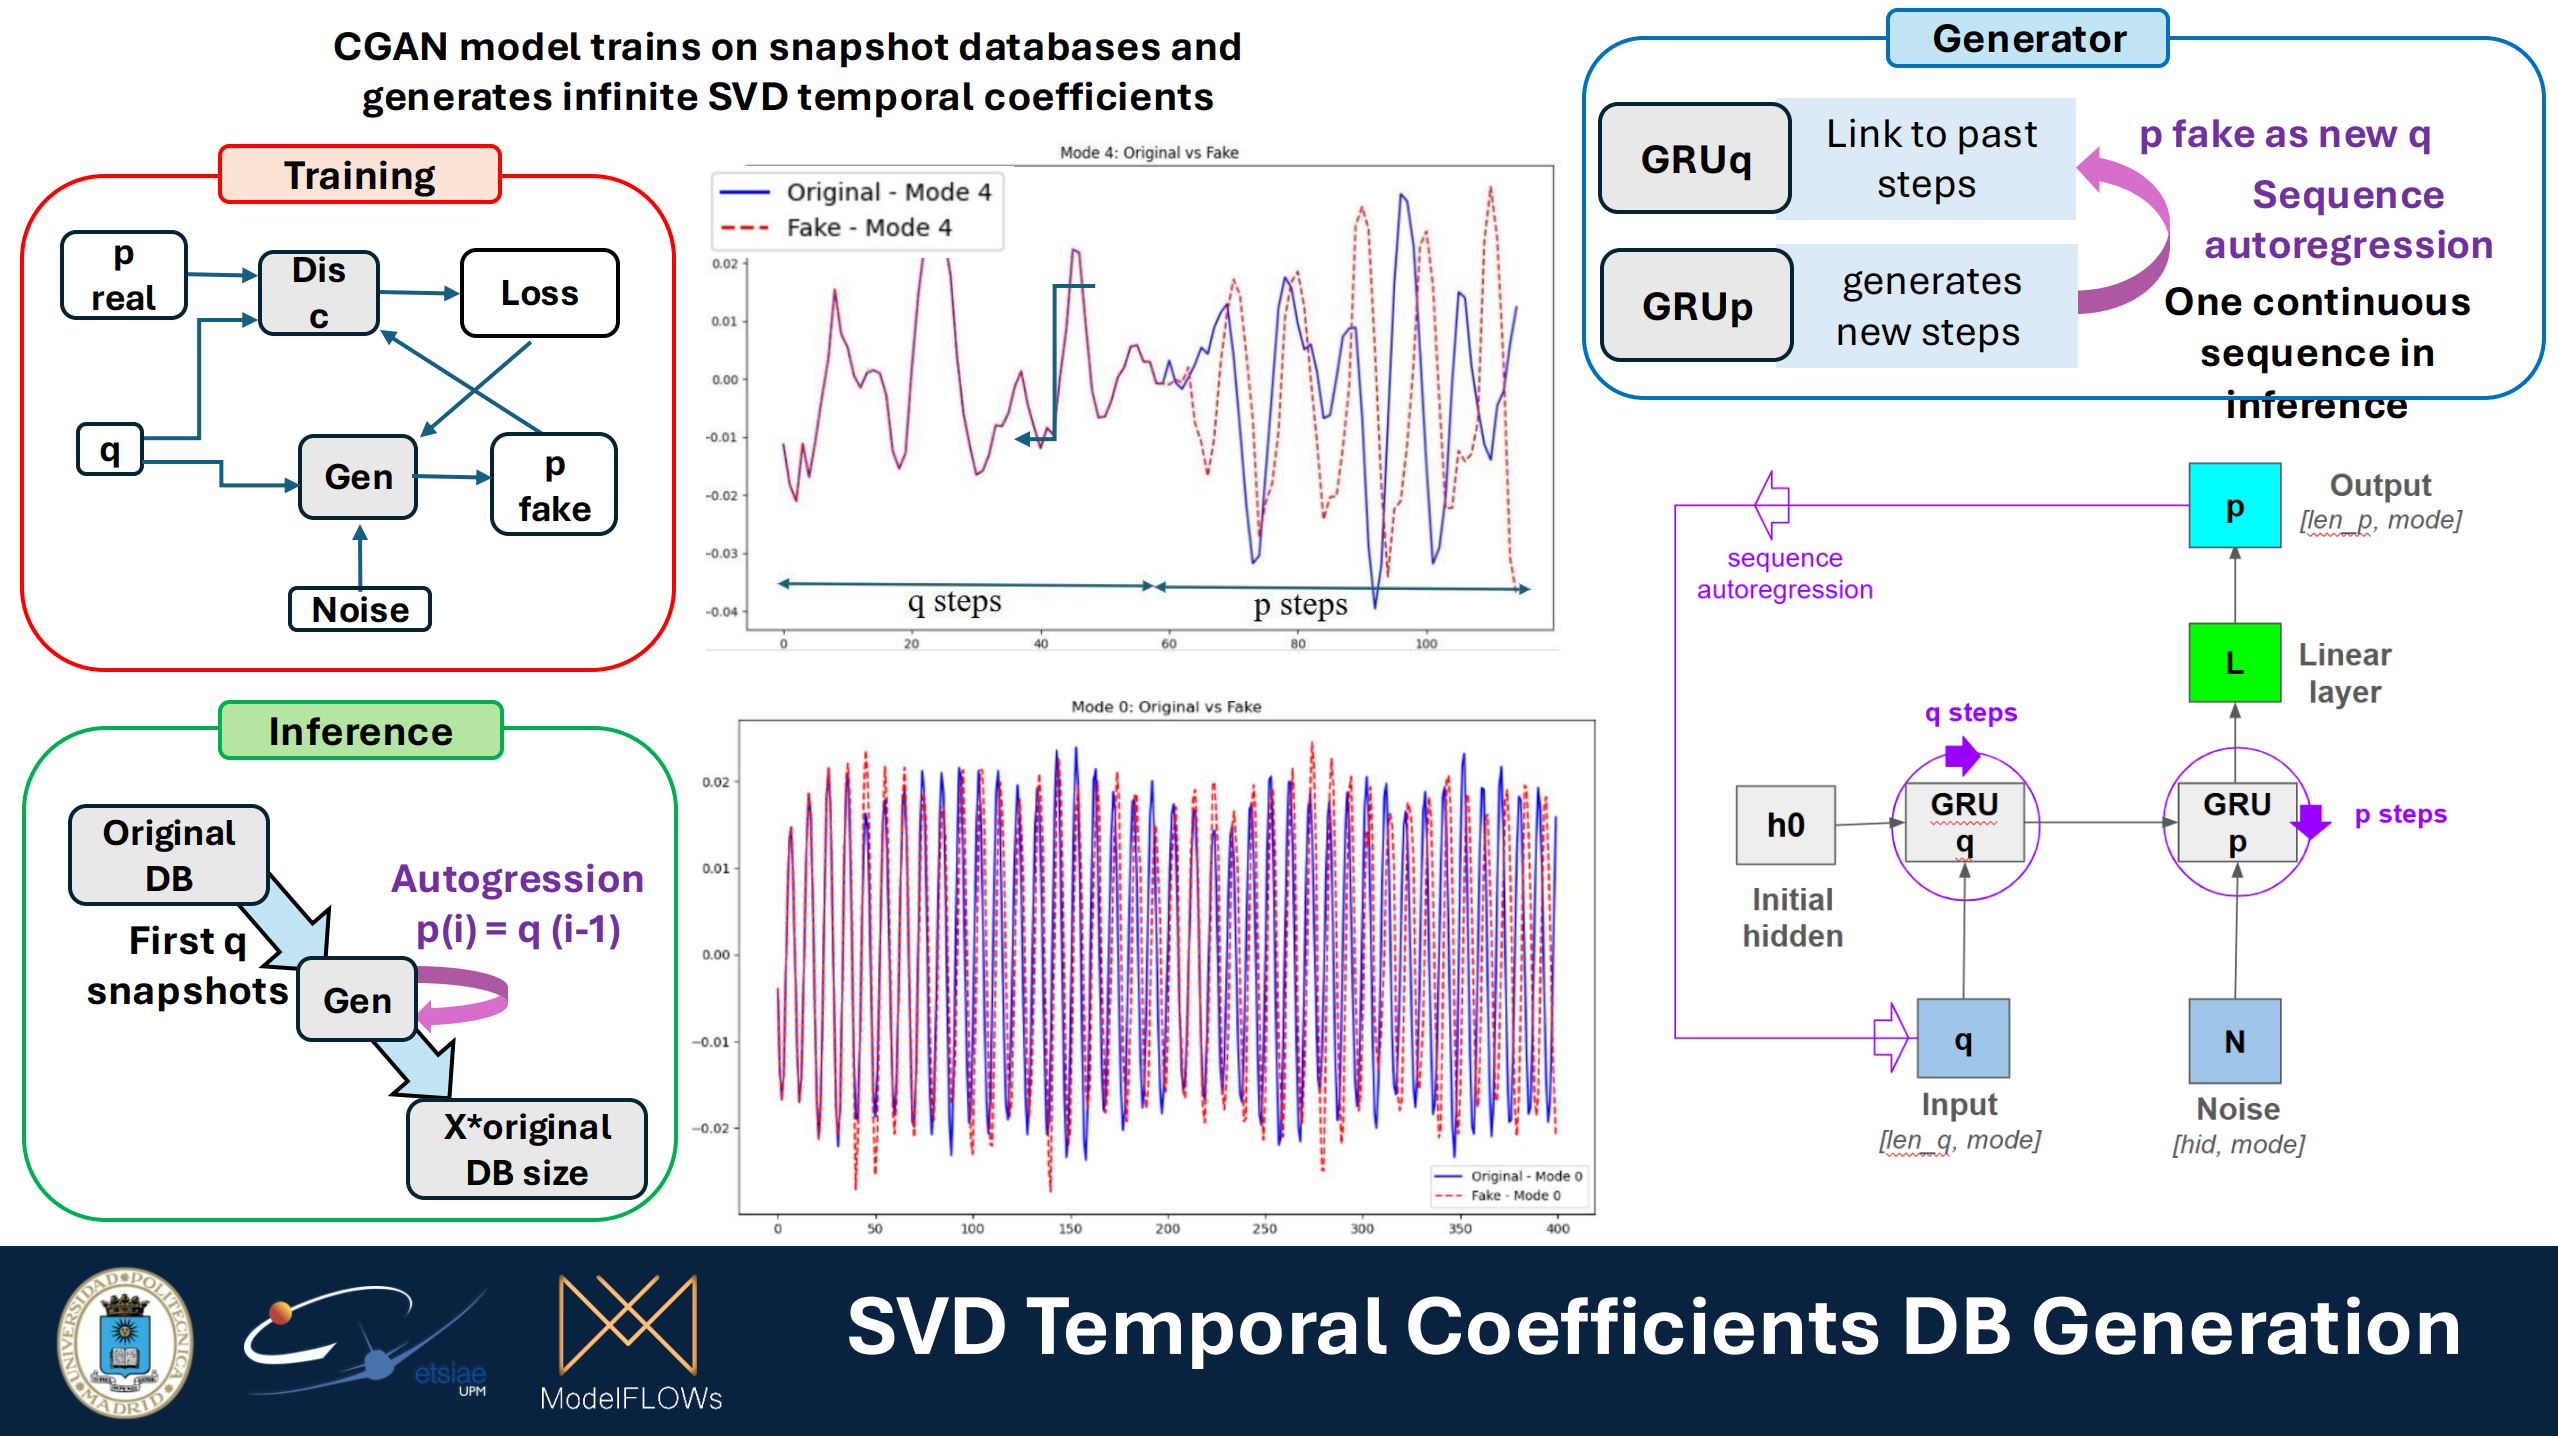 CGAN model trains on snapshot databases and
generates infinite SVD temporal coefficients
Training
p
real
Dis
c
Loss
q
Gen
p
fake
Noise
Mode 4: Original vs Fake
Original - Mode 4
Fake - Mode 4
0.02
0.01
0.00
-0.01
-0.02
-0.03
-0.04
q steps
p steps
0
20
40
60
80
100
Generator
GRUq
Link to past
steps
GRUp
generates
new steps
p fake as new q
Sequence
autoregression
One continuous
sequence in
inference
Inference
Original
DB
First q
snapshots
Gen
Autogression
p(i) = q (i-1)
X*original
DB size
Mode 0: Original vs Fake
0.02
0.01
0.00
−0.01
−0.02
Original - Mode 0
Fake - Mode 0
0
50
100
150
200
250
300
350
400
p
Output
[len_p, mode]
sequence
autoregression
L
Linear
layer
q steps
h0
GRU
q
GRU
p
p steps
Initial
hidden
q
N
Input
[len_q, mode]
Noise
[hid, mode]
UNIVERSIDAD POLITÉCNICA
MADRID
etsiae
UPM
ModelFLOWs
SVD Temporal Coefficients DB Generation